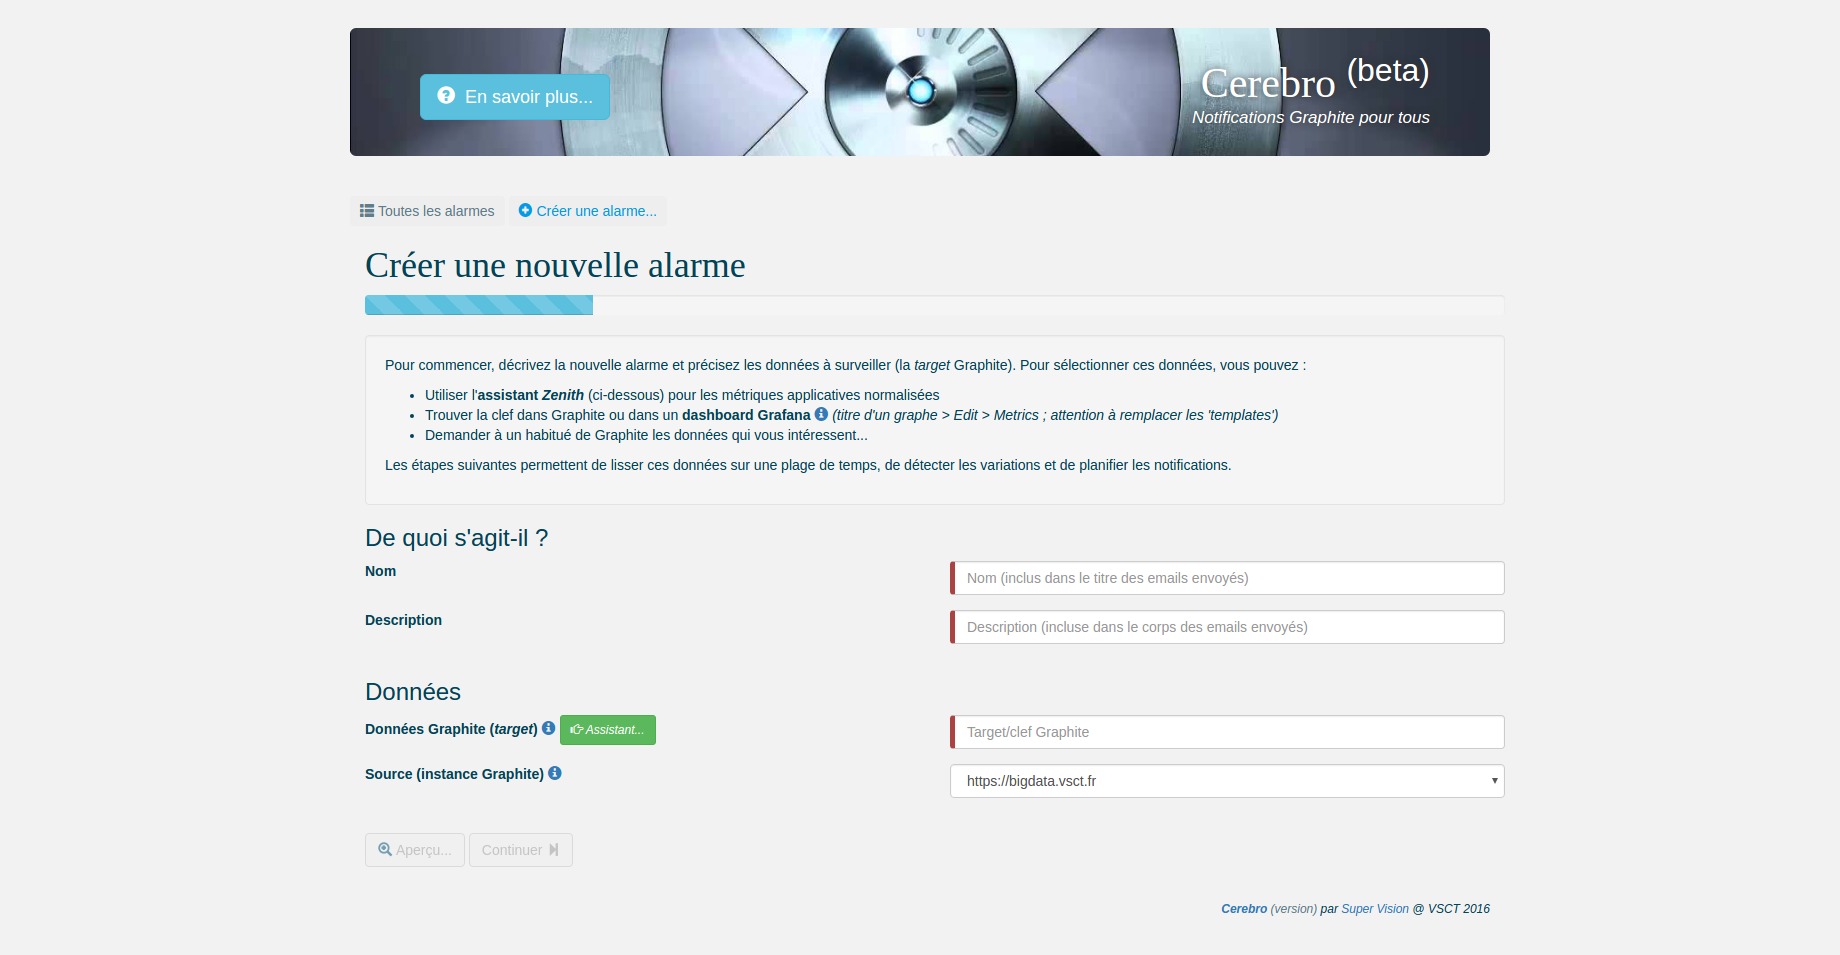 En savoir plus...
Cerebro (beta)
Notifications Graphite pour tous
Toutes les alarmes
Créer une alarme...
Créer une nouvelle alarme
Pour commencer, décrivez la nouvelle alarme et précisez les données à surveiller (la target Graphite). Pour sélectionner ces données, vous pouvez :
Utiliser l'assistant Zenith (ci-dessous) pour les métriques applicatives normalisées
Trouver la clef dans Graphite ou dans un dashboard Grafana (titre d'un graphe > Edit > Metrics ; attention à remplacer les 'templates')
Demander à un habitué de Graphite les données qui vous intéressent...
Les étapes suivantes permettent de lisser ces données sur une plage de temps, de détecter les variations et de planifier les notifications.
De quoi s'agit-il ?
Nom
Nom (inclus dans le titre des emails envoyés)
Description
Description (incluse dans le corps des emails envoyés)
Données
Données Graphite (target)
Assistant...
Target/clef Graphite
Source (instance Graphite)
https://bigdata.vsct.fr
Aperçu...
Continuer
Cerebro (version) par Super Vision @ VSCT 2016